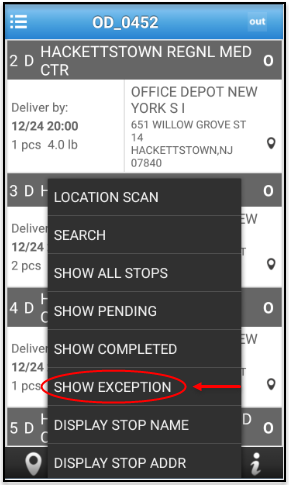 OD_0452
out
2 D HACKETTSTOWN REGNL MED CTR O
Deliver by:
12/24 20:00
1 pcs 4.0 lb
OFFICE DEPOT NEW
YORK S I
651 WILLOW GROVE ST
14
HACKETTSTOWN,NJ
07840
3 D H O
Deliver EW
12/24 T
2 pcs
4 D H O
C
Deliver EW
12/24 T
1 pcs
5 D H D O
C
LOCATION SCAN
SEARCH
SHOW ALL STOPS
SHOW PENDING
SHOW COMPLETED
SHOW EXCEPTION
DISPLAY STOP NAME
DISPLAY STOP ADDR